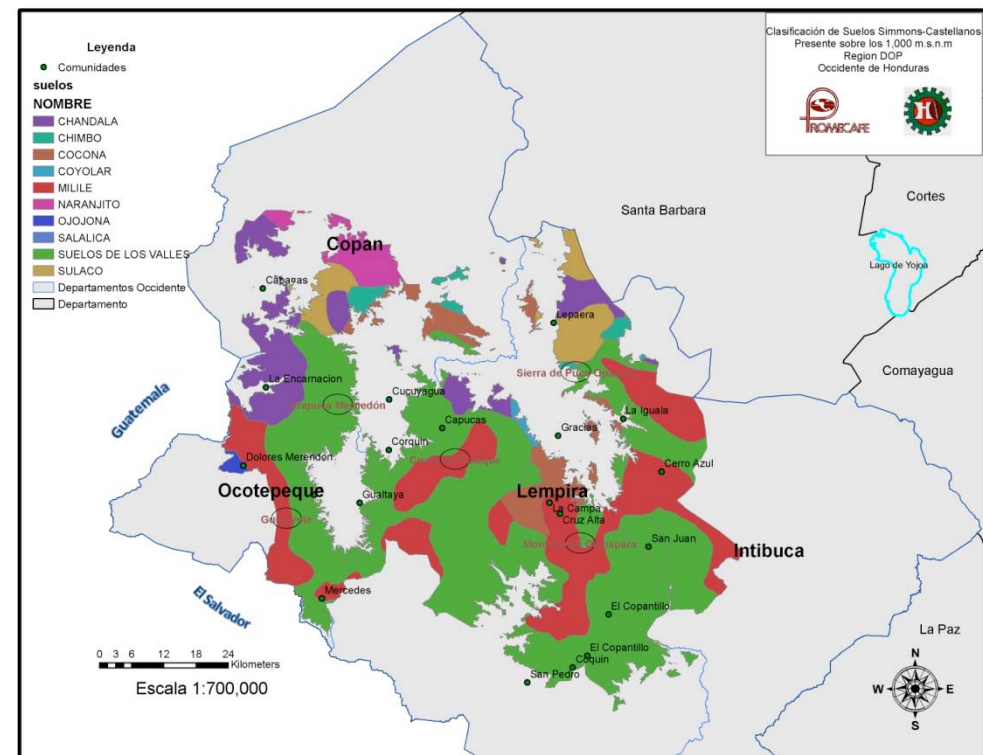 Leyenda
Comunidades
suelos
NOMBRE
CHANDALA
CHIMBO
COCONA
COYOLAR
MILILE
NARANJITO
OJOJONA
SALALICA
SUELOS DE LOS VALLES
SULACO
Departamentos Occidente
Departamento
Clasificación de Suelos Simmons-Castellanos
Presente sobre los 1,000 m.s.n.m
Region DOP
Occidente de Honduras
PROMECAFE
H
Cortes
Santa Barbara
Copan
Lago de Yojoa
Cabanas
Lepaera
Comayagua
Sierra de Puca Opa
La Encarnacion
Guatemala
Cucuyagua
La Iguala
Capucas
Gracias
Corquin
Dolores Merendon
Cerro Azul
Ocotepeque
Gualtaya
Lempira
La Campa
Cruz Alta
San Juan
Intibuca
Mercedes
El Salvador
El Copantillo
La Paz
El Copantillo
Coquin
San Pedro
0 3 6 12 18 24
Kilometers
Escala 1:700,000
N
W E
S